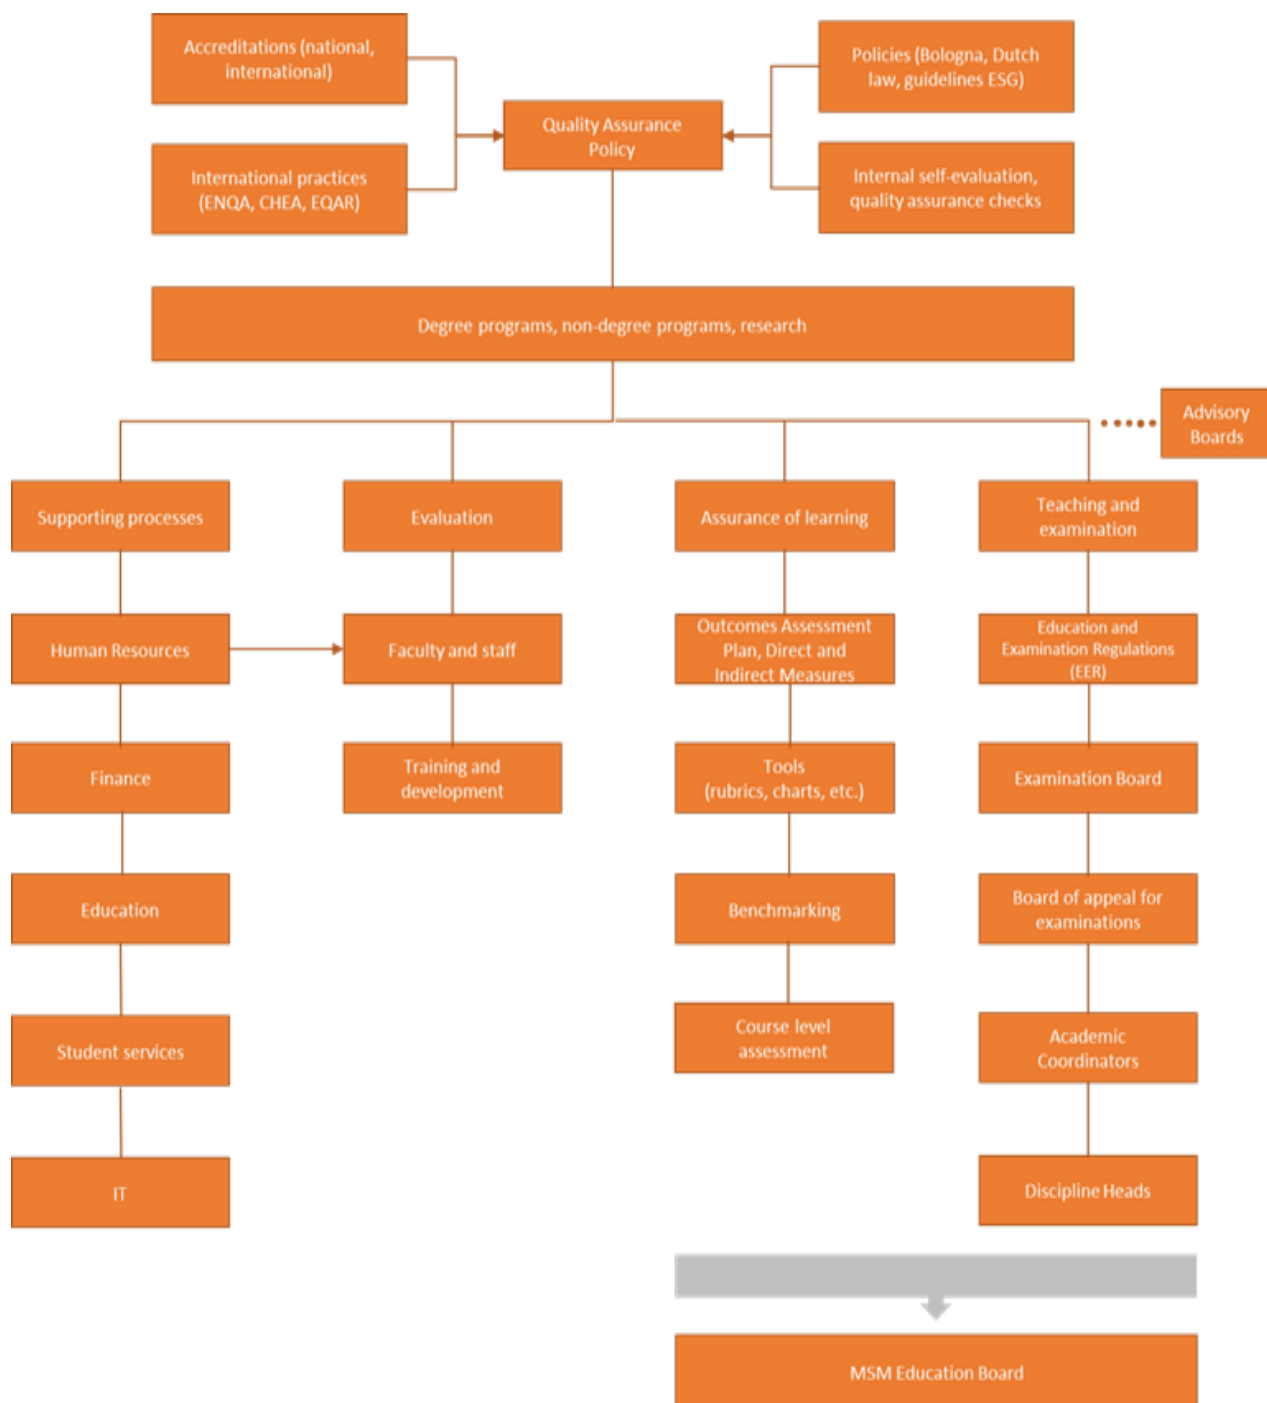 Accreditations (national,
international)
Policies (Bologna, Dutch
law, guidelines ESG)
Quality Assurance
Policy
International practices
(ENQA, CHEA, EQAR)
Internal self-evaluation,
quality assurance checks
Degree programs, non-degree programs, research
Advisory
Boards
Supporting processes
Evaluation
Assurance of learning
Teaching and
examination
Human Resources
Faculty and staff
Outcomes Assessment
Plan, Direct and
Indirect Measures
Education and
Examination Regulations
(EER)
Finance
Training and
development
Tools
(rubrics, charts, etc.)
Examination Board
Education
Benchmarking
Board of appeal for
examinations
Student services
Course level
assessment
Academic
Coordinators
IT
Discipline Heads
MSM Education Board